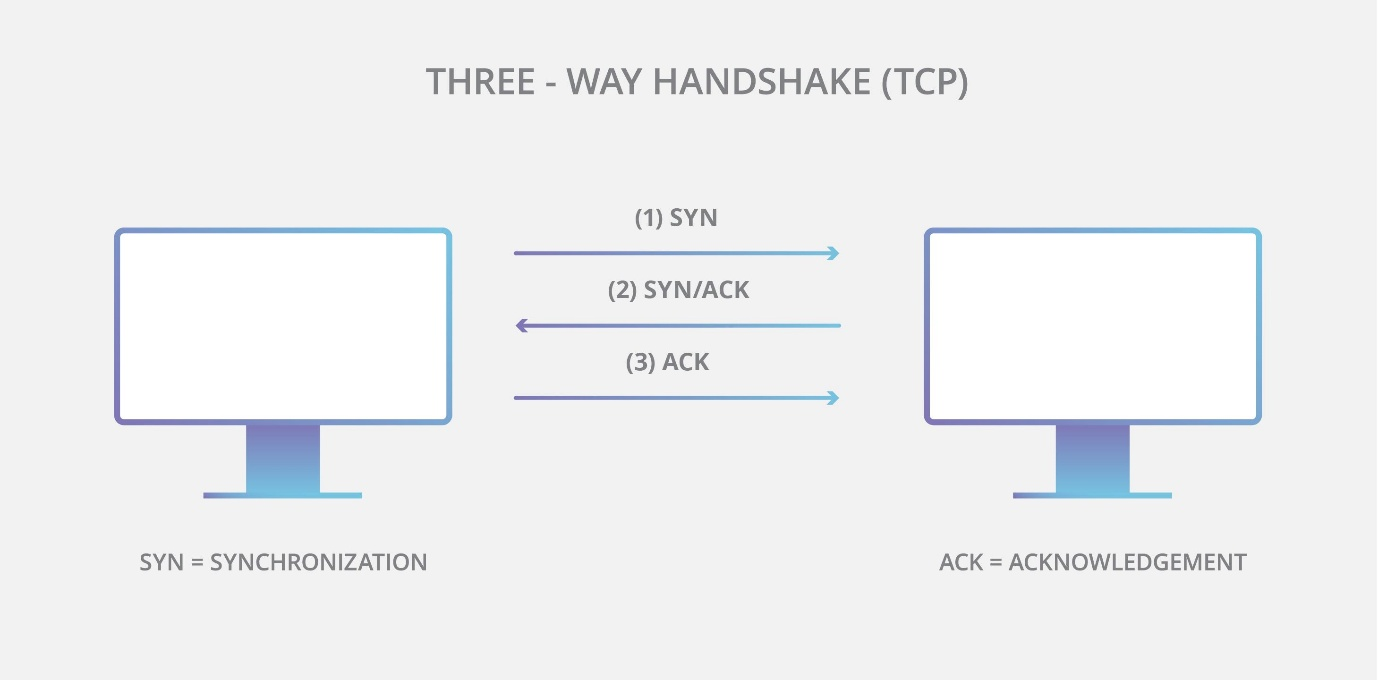 THREE - WAY HANDSHAKE (TCP)
(1) SYN
(2) SYN/ACK
(3) ACK
SYN = SYNCHRONIZATION
ACK = ACKNOWLEDGEMENT